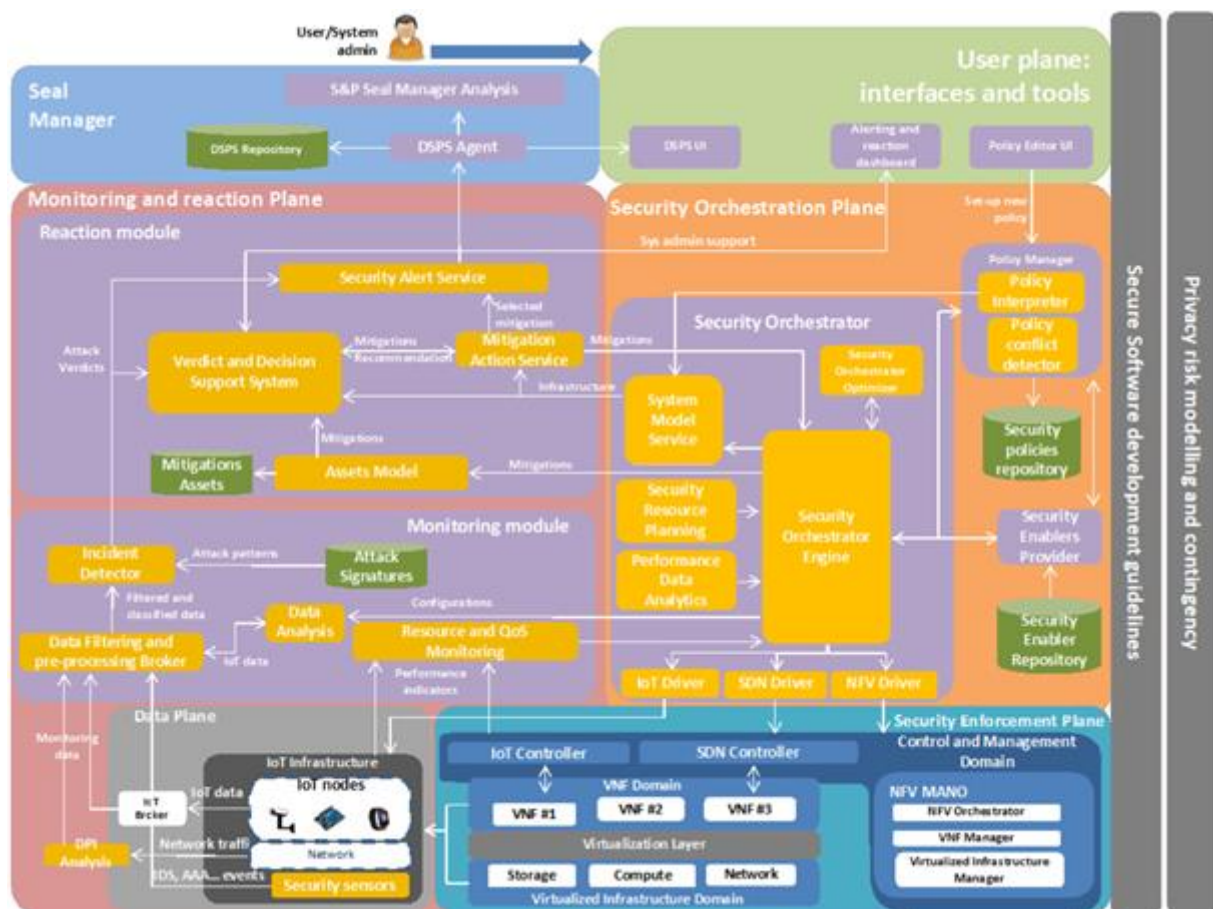 User/System
admin
Seal
Manager
S&P Seal Manager Analysis
DSPS Repository
DSPS Agent
User plane:
interfaces and tools
DSPS UI
Alerting and
reaction
dashboard
Policy Editor UI
Monitoring and reaction Plane
Reaction module
Security Orchestration Plane
Set-up new
policy
Sys admin support
Security Alert Service
Selected
mitigation
Attack
Verdicts
Verdict and Decision
Support System
Mitigations
Recommendation
Mitigation
Action Service
Mitigations
Infrastructure
Mitigations
Mitigations
Assets
Assets Model
Mitigations
Policy Manager
Policy
Interpreter
Policy
conflict
detector
Security Orchestrator
Security
Orchestrator
Optimizer
System
Model
Service
Security
policies
repository
Security
Resource
Planning
Performance
Data
Analytics
Security
Orchestrator
Engine
Security
Enablers
Provider
Security
Enabler
Repository
Monitoring module
Incident
Detector
Attack patterns
Attack
Signatures
Filtered and
classified data
Data
Analysis
Configurations
Data Filtering and
pre-processing Broker
IoT data
Resource and QoS
Monitoring
Performance
indicators
IoT Driver
SDN Driver
NFV Driver
Data Plane
Monitoring
data
IoT Infrastructure
IoT nodes
IoT data
IoT
Broker
DPI
Analysis
Network traffi
Network
IDS, AAA... events
Security sensors
Security Enforcement Plane
IoT Controller
SDN Controller
Control and Management
Domain
VNF Domain
VNF #1
VNF #2
VNF #3
Virtualization Layer
Storage
Compute
Network
Virtualized Infrastructure Domain
NFV MANO
NFV Orchestrator
VNF Manager
Virtualized Infrastructure
Manager
Secure Software development guidelines
Privacy risk modelling and contingency